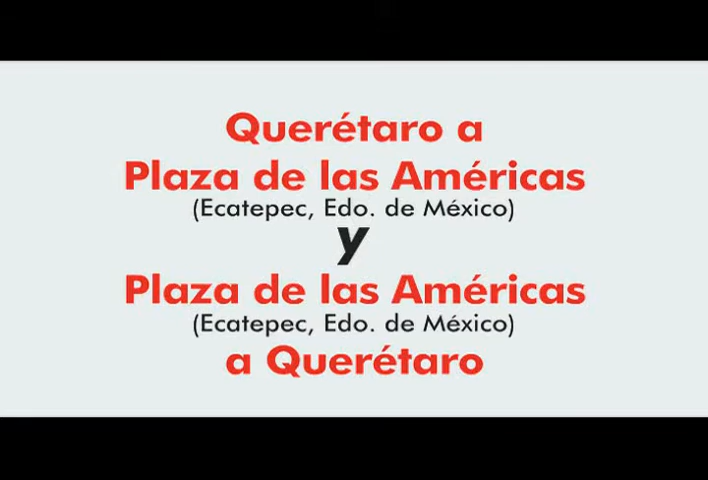 Querétaro a
Plaza de las Américas
(Ecatepec, Edo. de México)
y
Plaza de las Américas
(Ecatepec, Edo. de México)
a Querétaro